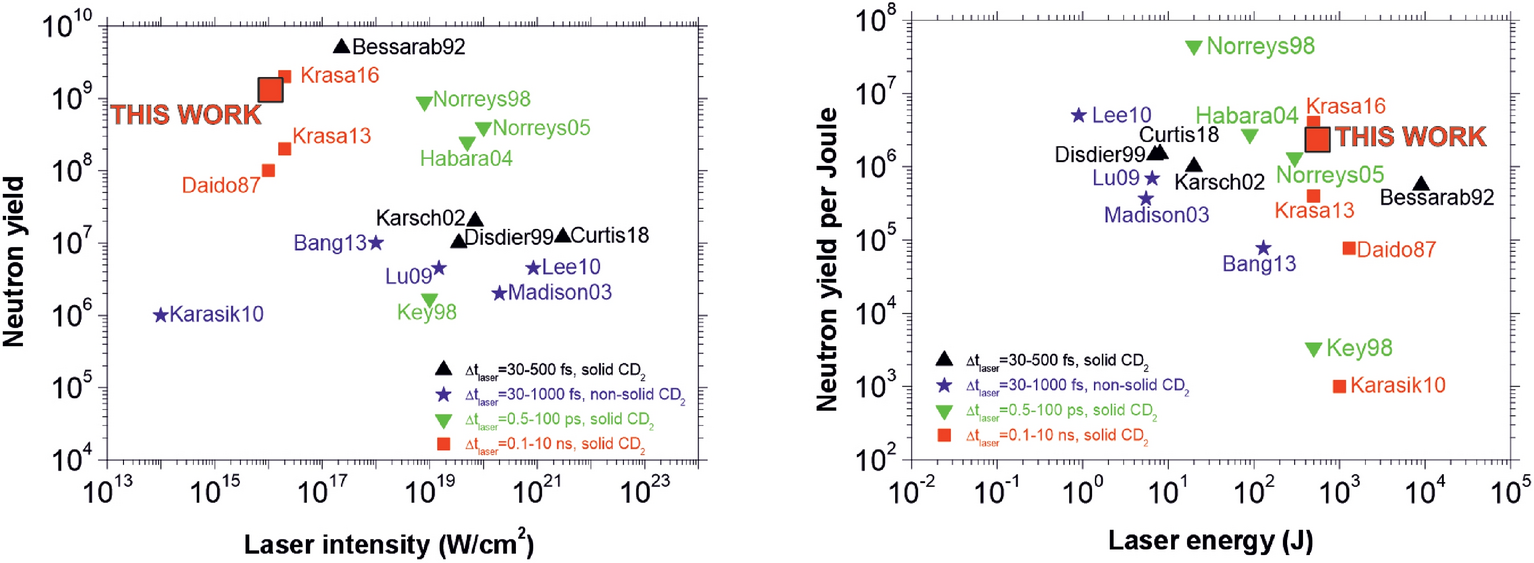 10^10
10^9
10^8
10^7
10^6
10^5
10^4
Neutron yield
Bessarab92
Krasa16
THIS WORK
Norreys98
Krasa13
Norreys05
Habara04
Daido87
Karsch02
Bang13
Disdier99
Curtis18
Lu09
Lee10
Madison03
Key98
Karasik10
Δt_laser=30-500 fs, solid CD_2
Δt_laser=30-1000 fs, non-solid CD_2
Δt_laser=0.5-100 ps, solid CD_2
Δt_laser=0.1-10 ns, solid CD_2
10^13 10^15 10^17 10^19 10^21 10^23
Laser intensity (W/cm^2)
10^8
10^7
10^6
10^5
10^4
10^3
10^2
Neutron yield per Joule
Norreys98
Krasa16
Lee10
Habara04
Curtis18
THIS WORK
Disdier99
Lu09
Karsch02
Norreys05
Bessarab92
Madison03
Krasa13
Bang13
Daido87
Key98
Karasik10
Δt_laser=30-500 fs, solid CD_2
Δt_laser=30-1000 fs, non-solid CD_2
Δt_laser=0.5-100 ps, solid CD_2
Δt_laser=0.1-10 ns, solid CD_2
10^-2 10^-1 10^0 10^1 10^2 10^3 10^4 10^5
Laser energy (J)